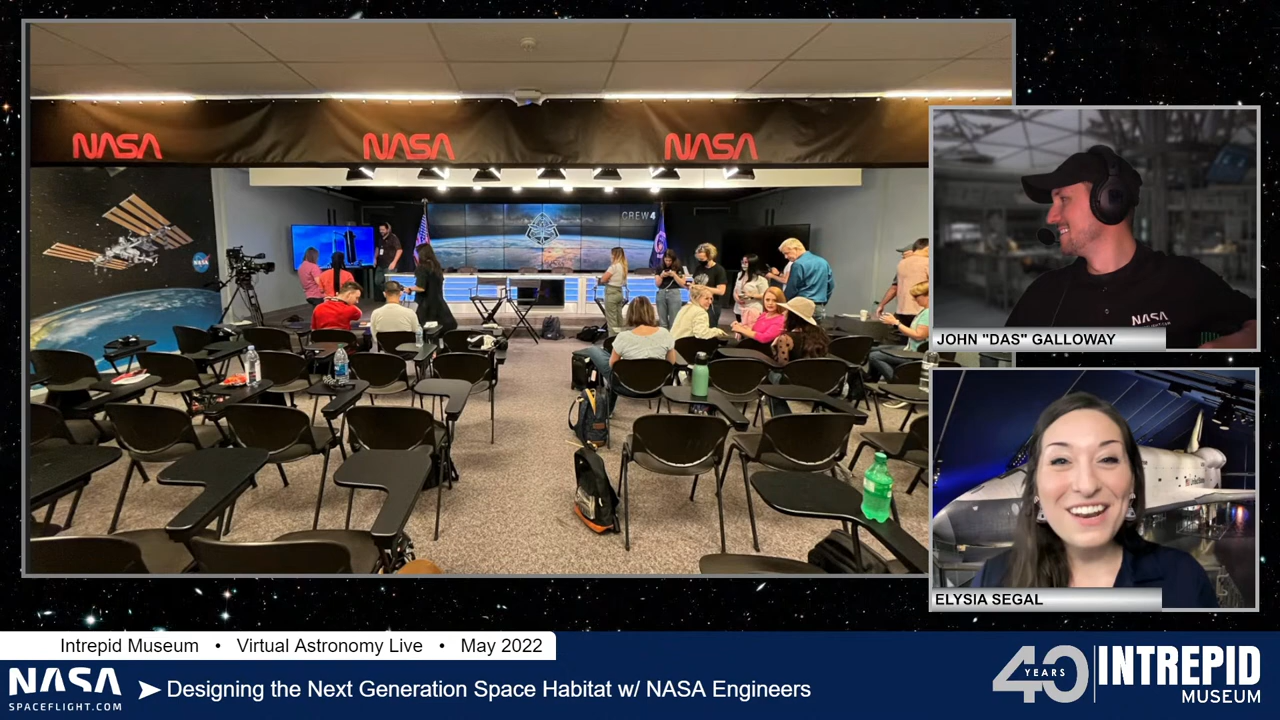 NASA NASA NASA
CREW 4
NASA
NASA
JOHN "DAS" GALLOWAY
ELYSIA SEGAL
Intrepid Museum • Virtual Astronomy Live • May 2022
NASA
SPACEFLIGHT.COM
Designing the Next Generation Space Habitat w/ NASA Engineers
40 YEARS
INTREPID
MUSEUM